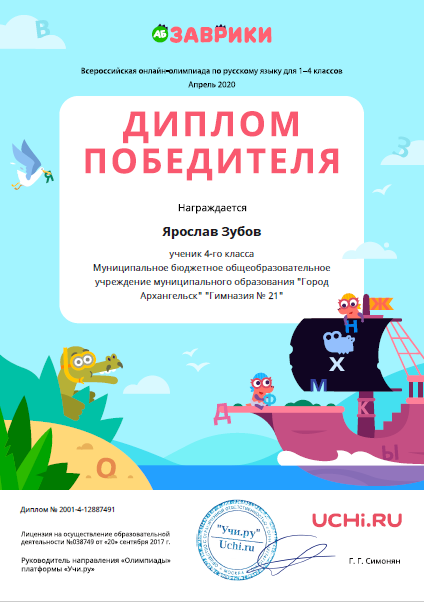 В
АБ ЗАВРИКИ
Всероссийская онлайн-олимпиада по русскому языку для 1–4 классов
Апрель 2020
ДИПЛОМ
ПОБЕДИТЕЛЯ
З
Награждается
Ярослав Зубов
ученик 4-го класса
Муниципальное бюджетное общеобразовательное
учреждение муниципального образования "Город
Архангельск" "Гимназия № 21"
Ж
Н
Х
М
Ф
Д
К
Ы
О
Диплом № 2001-4-12887491
Лицензия на осуществление образовательной
деятельности №038749 от «20» сентября 2017 г.
Руководитель направления «Олимпиады»
платформы «Учи.ру»
"Учи.ру"
Uchi.ru
МОСКВА
UCHi.RU
Г. Г. Симонян